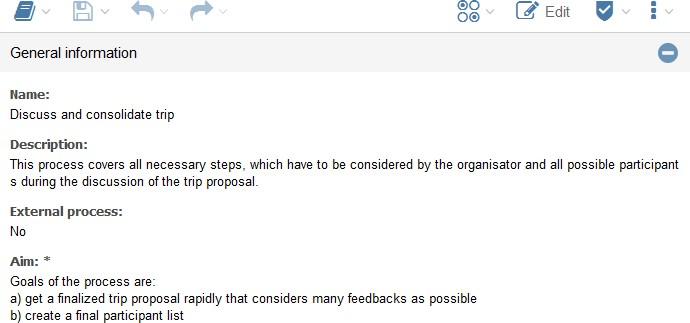 Edit
General information
Name:
Discuss and consolidate trip
Description:
This process covers all necessary steps, which have to be considered by the organisator and all possible participant
s during the discussion of the trip proposal.
External process:
No
Aim: *
Goals of the process are:
a) get a finalized trip proposal rapidly that considers many feedbacks as possible
b) create a final participant list